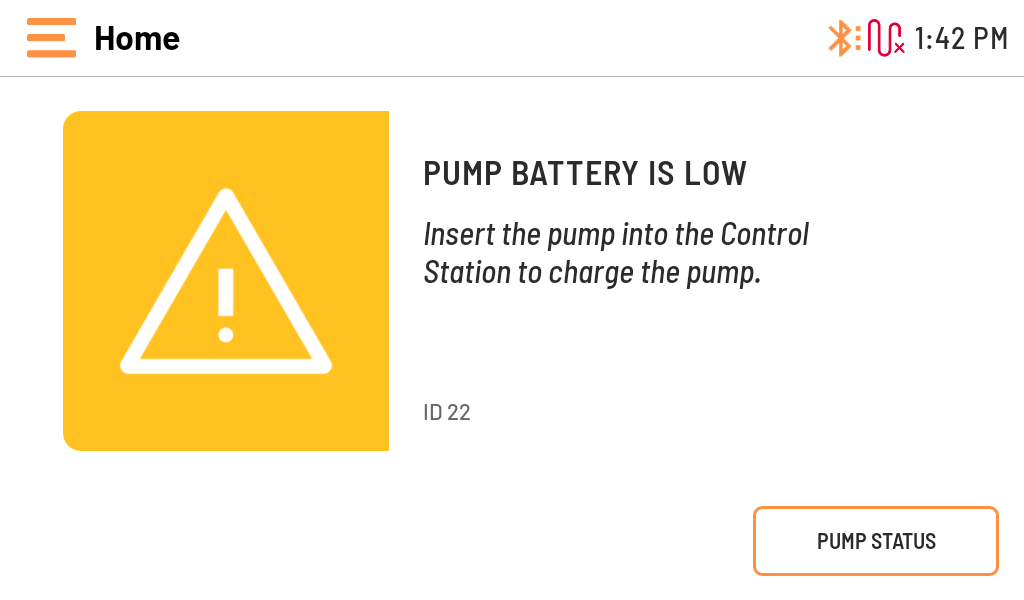 Home
1:42 PM
PUMP BATTERY IS LOW
Insert the pump into the Control
Station to charge the pump.
ID 22
PUMP STATUS